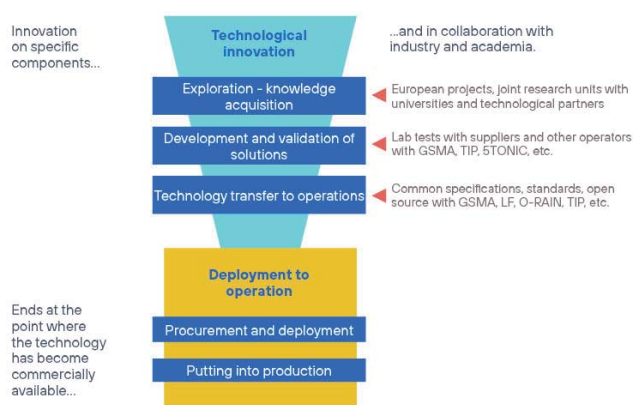 Innovation
on specific
components...
Technological
innovation
...and in collaboration with
industry and academia.
Exploration - knowledge
acquisition
European projects, joint research units with
universities and technological partners
Development and validation of
solutions
Lab tests with suppliers and other operators
with GSMA, TIP, 5TONIC, etc.
Technology transfer to operations
Common specifications, standards, open
source with GSMA, LF, O-RAIN, TIP, etc.
Deployment to
operation
Ends at the
point where
the technology
has become
commercially
available...
Procurement and deployment
Putting into production